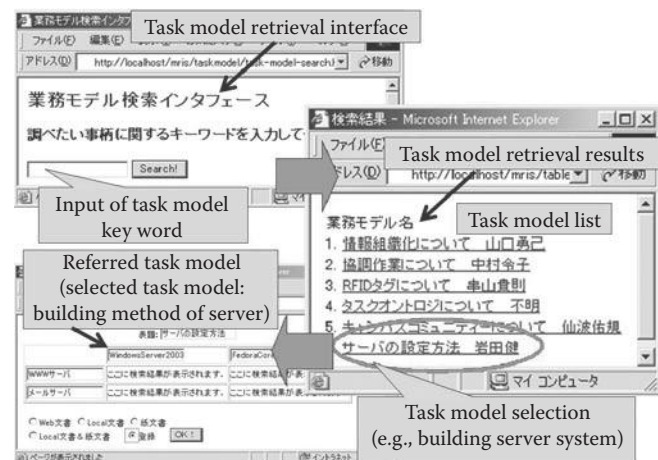 業務モデル検索インタフ
Task model retrieval interface
ファイル(F) 編集(E)
アドレス(D) http://localhost/mris/taskmodel/task-model-search.j 移動
業務モデル検索インタフェース
調べたい事柄に関するキーワードを入力して
Search!
Input of task model
key word
検索結果 - Microsoft Internet Explorer
ファイル(E)
ドレス(D) http://localhost/mris/table 移動
Task model retrieval results
業務モデル名
Task model list
1. 情報組織化について 山口勇己
2. 協調作業について 中村令子
3. RFIDタグについて 串山貴則
4. タスクオントロジについて 不明
5. キャンパスコミュニティーについて 仙波佑規
サーバの設定方法 岩田健
マイ コンピュータ
Task model selection
(e.g., building server system)
Referred task model
(selected task model:
building method of server)
表題: サーバの設定方法
WindowsServer2003 FedoraCor
WWWサーバ ここに検索結果が表示されます。 ここに検索結果が表
メールサーバ ここに検索結果が表示されます。 ここに検索結果が表示
Web文書 Local文書 紙文書
Local文書&紙文書 登録 OK!
ページが表示されました イントラネット